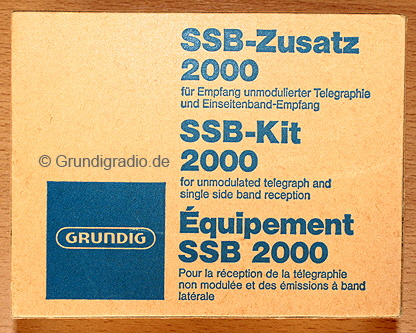 SSB-Zusatz
2000
für Empfang unmodulierter Telegraphie
und Einseitenband-Empfang
SSB-Kit
2000
for unmodulated telegraph and
single side band reception
Équipement
SSB 2000
Pour la réception de la télégraphie
non modulée et des émissions à band
latérale
GRUNDIG
© Grundigradio.de